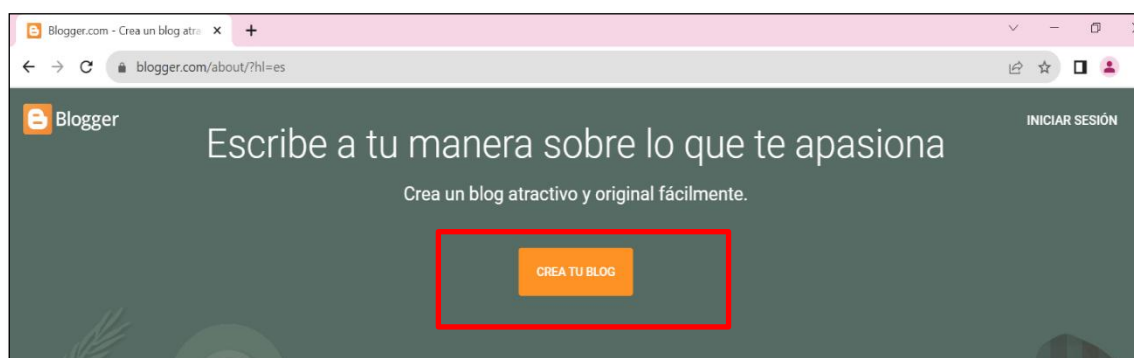 Blogger.com - Crea un blog atra
blogger.com/about/?hl=es
Blogger
INICIAR SESIÓN
Escribe a tu manera sobre lo que te apasiona
Crea un blog atractivo y original fácilmente.
CREA TU BLOG